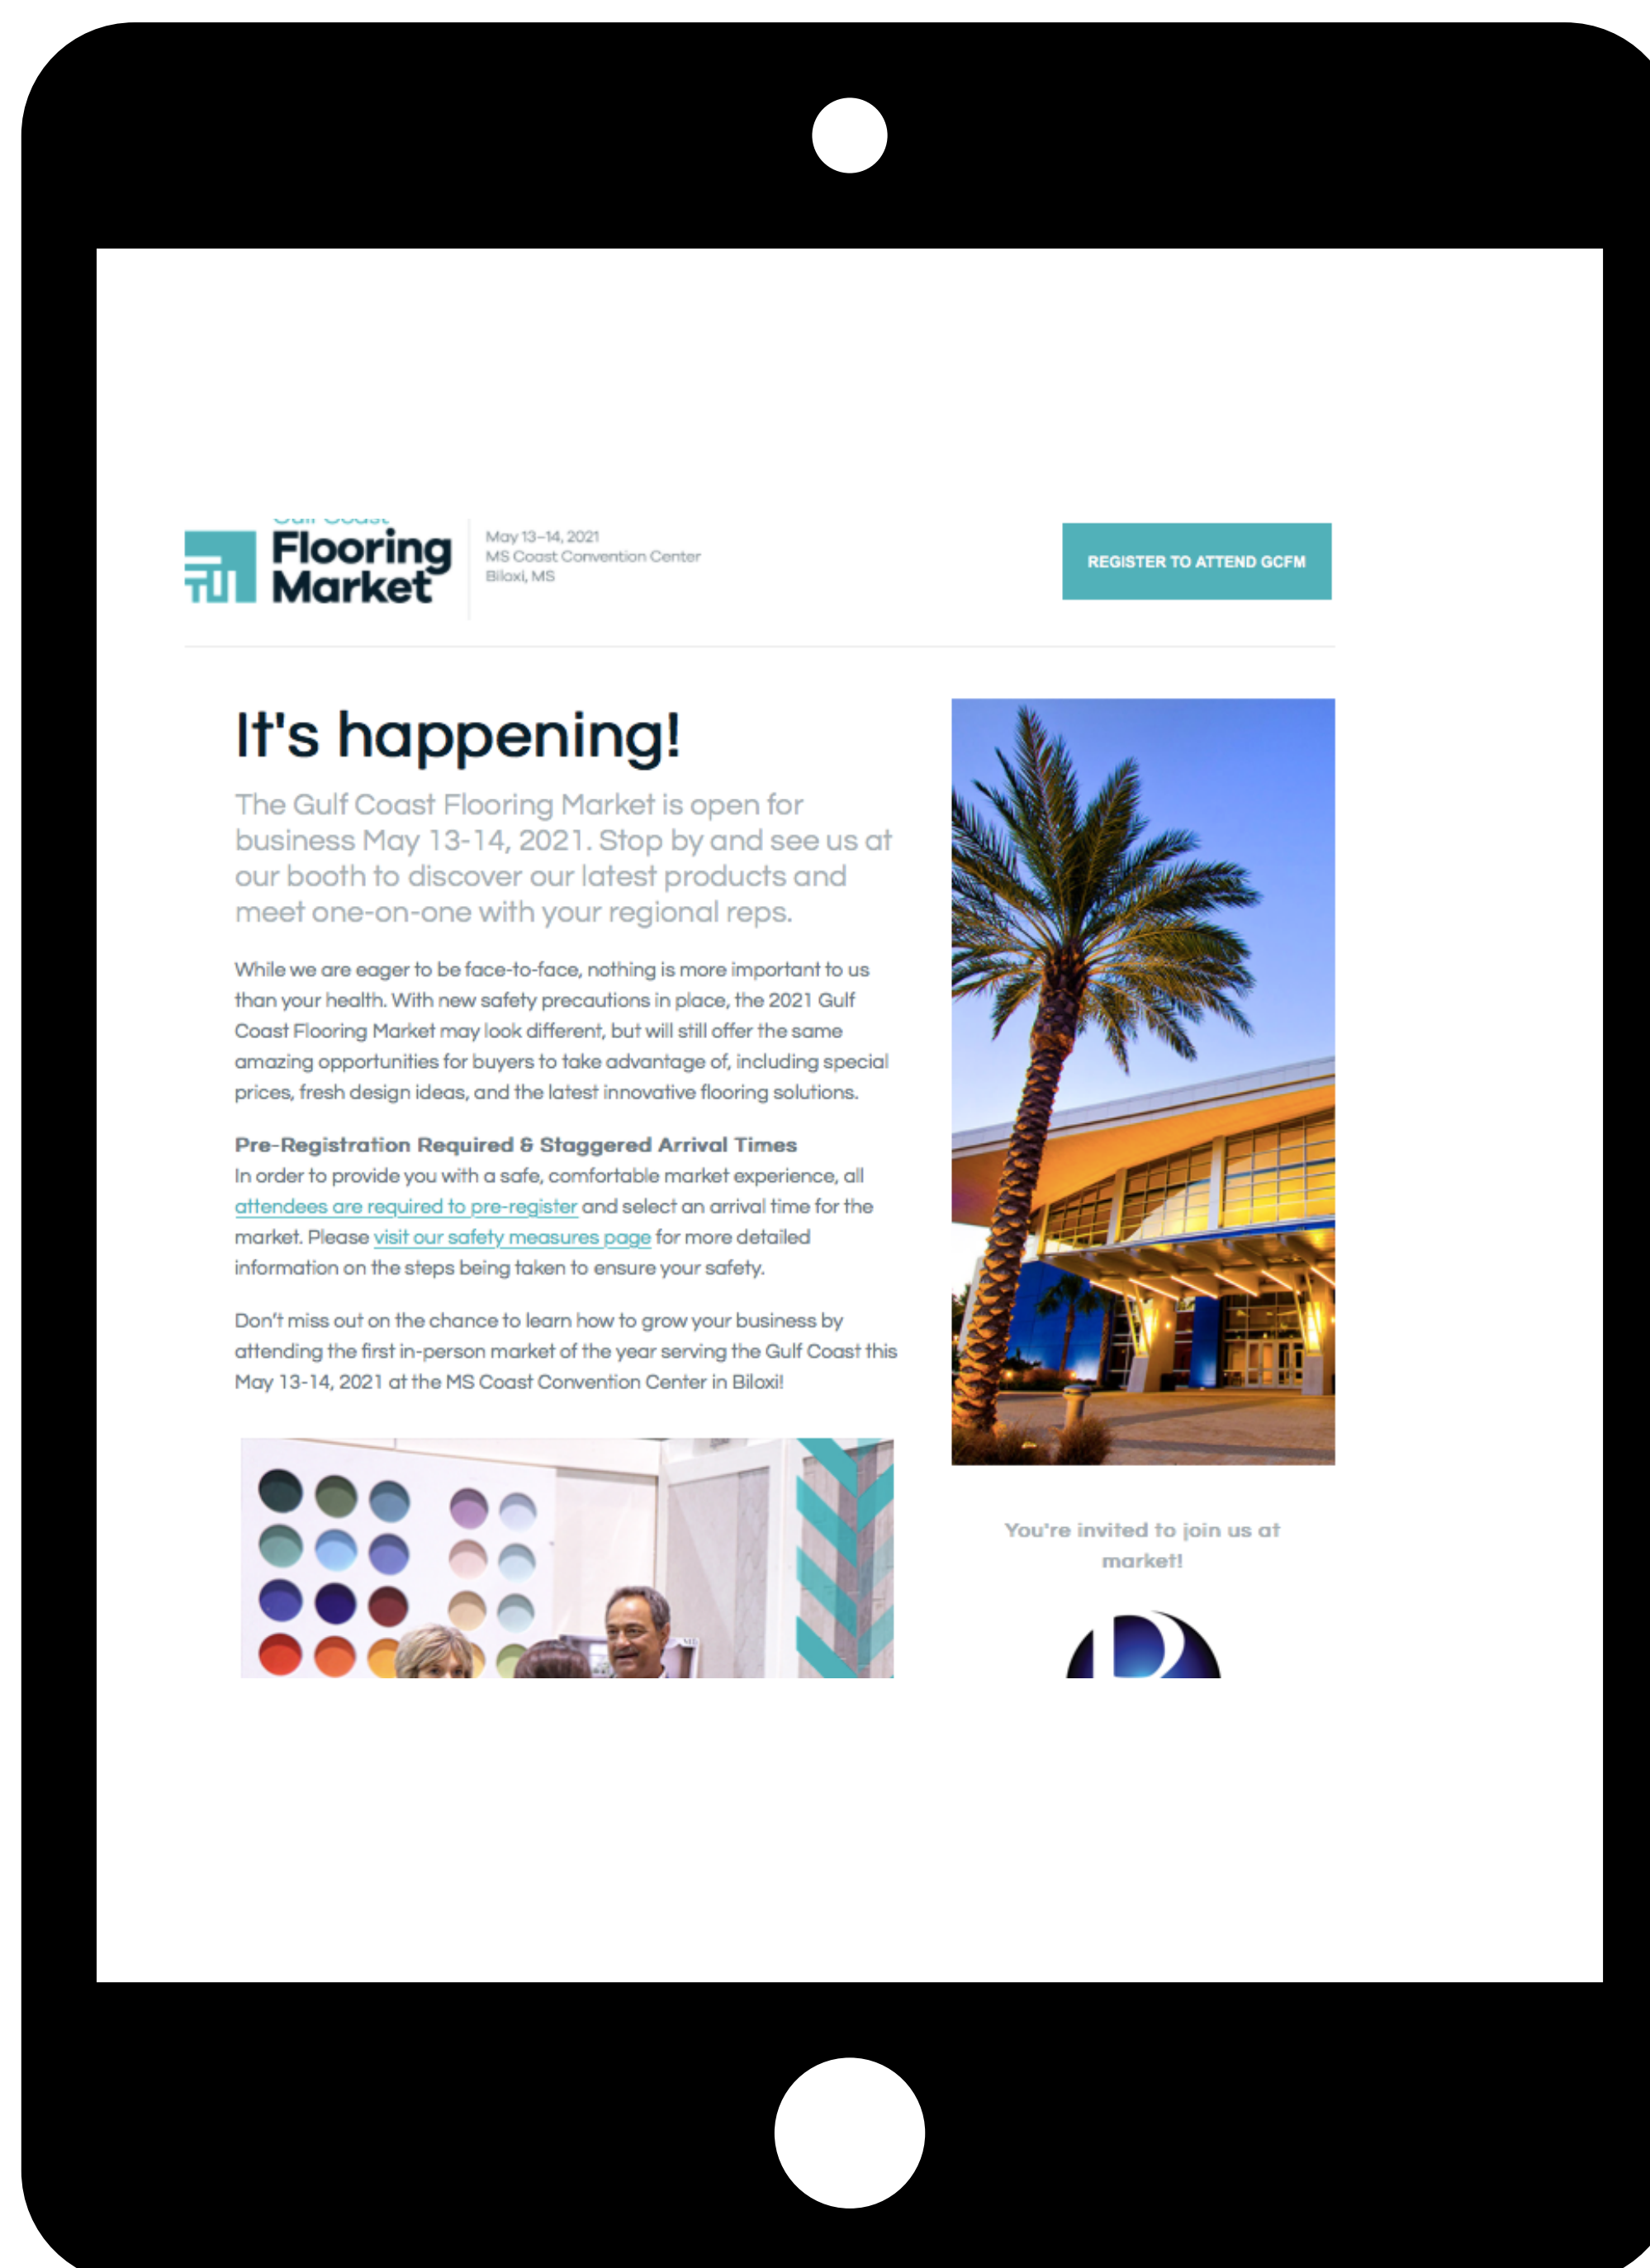 Gulf Coast
Flooring
Market
May 13–14, 2021
MS Coast Convention Center
Biloxi, MS
REGISTER TO ATTEND GCFM
It's happening!
The Gulf Coast Flooring Market is open for
business May 13-14, 2021. Stop by and see us at
our booth to discover our latest products and
meet one-on-one with your regional reps.
While we are eager to be face-to-face, nothing is more important to us
than your health. With new safety precautions in place, the 2021 Gulf
Coast Flooring Market may look different, but will still offer the same
amazing opportunities for buyers to take advantage of, including special
prices, fresh design ideas, and the latest innovative flooring solutions.
Pre-Registration Required & Staggered Arrival Times
In order to provide you with a safe, comfortable market experience, all
attendees are required to pre-register and select an arrival time for the
market. Please visit our safety measures page for more detailed
information on the steps being taken to ensure your safety.
Don't miss out on the chance to learn how to grow your business by
attending the first in-person market of the year serving the Gulf Coast this
May 13-14, 2021 at the MS Coast Convention Center in Biloxi!
You're invited to join us at
market!